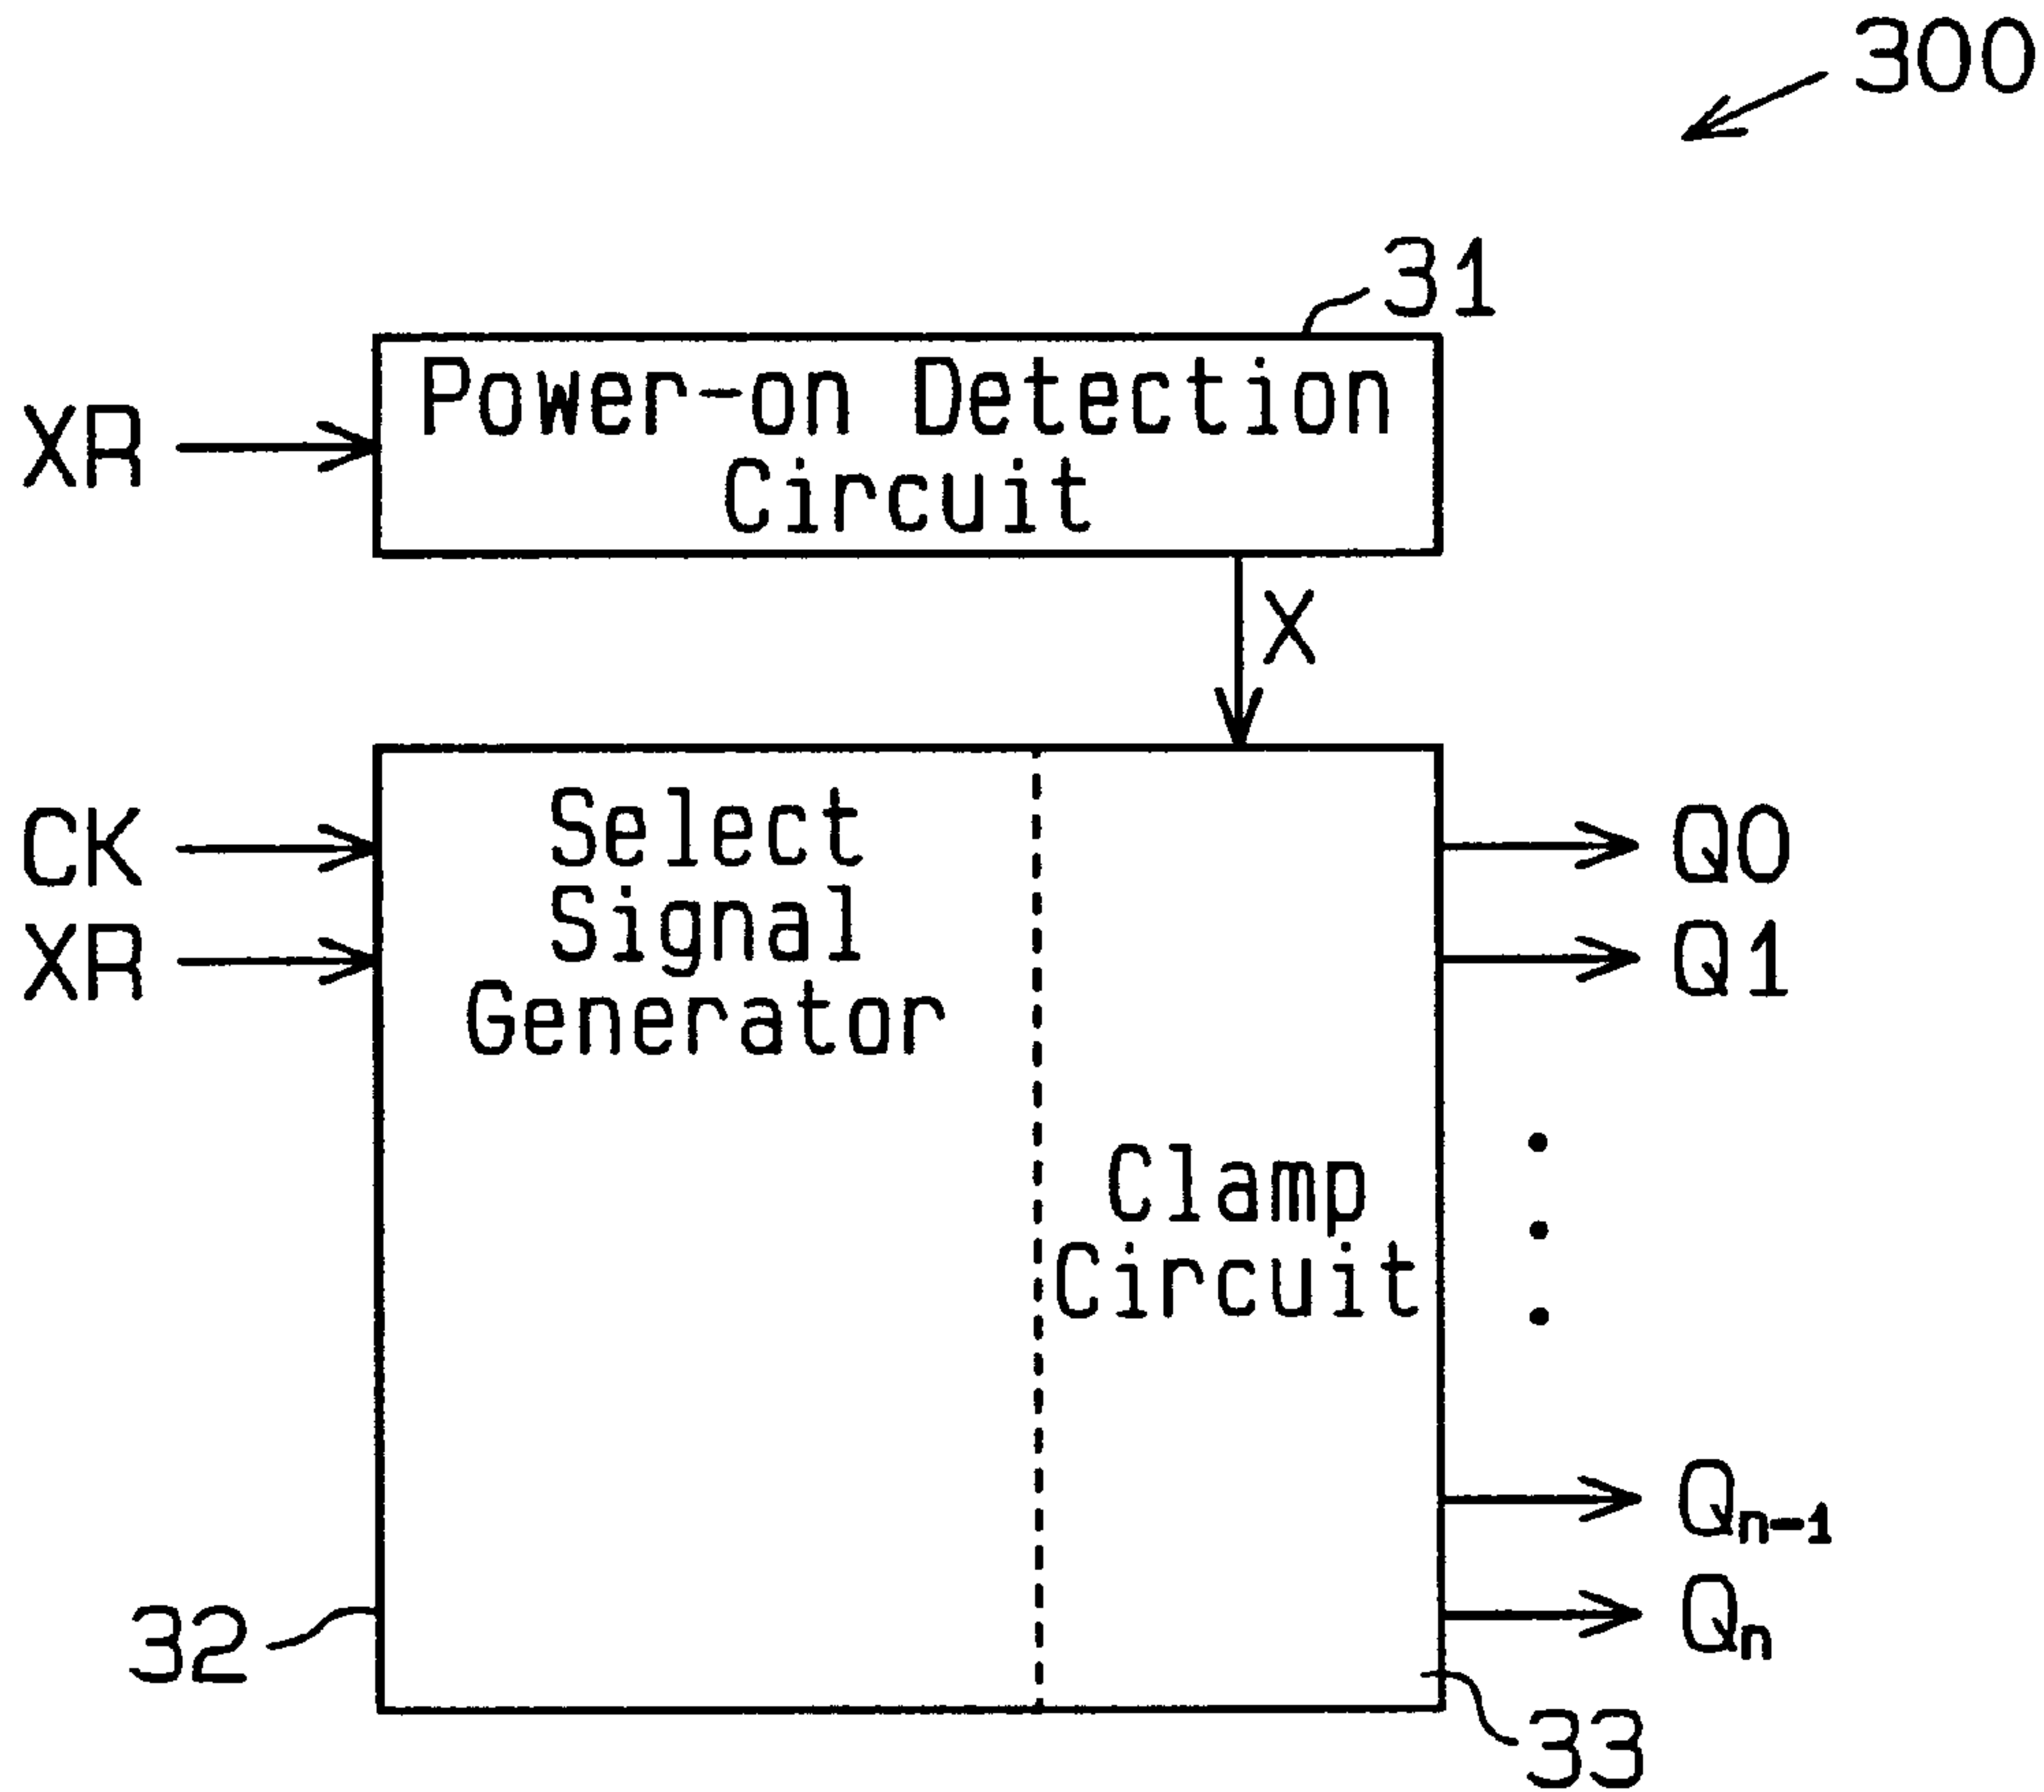 300
31
Power-on Detection
Circuit
XR
X
CK
XR
Select
Signal
Generator
Clamp
Circuit
Q0
Q1
Qn-1
Qn
32
33